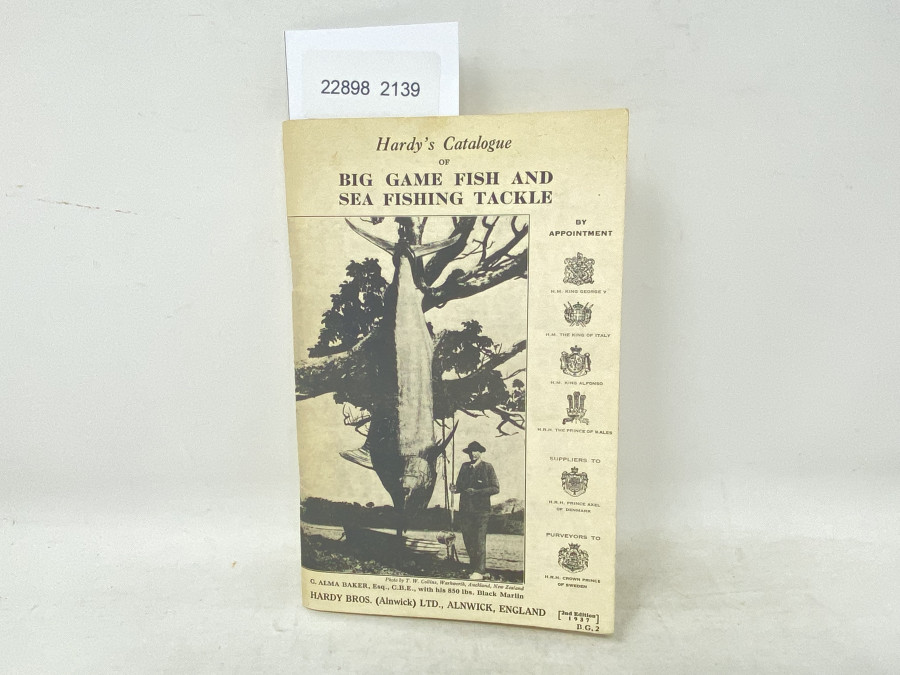 22898 2139
Hardy's Catalogue
OF
BIG GAME FISH AND
SEA FISHING TACKLE
BY
APPOINTMENT
H.M. KING GEORGE V
H.M. THE KING OF ITALY
H.M. KING ALFONSO
H.R.H. THE PRINCE OF WALES
SUPPLIERS TO
H.R.H. PRINCE AXEL
OF DENMARK
PURVEYORS TO
H.R.H. CROWN PRINCE
OF SWEDEN
Photo by T. W. Collins, Warkworth, Auckland, New Zealand
C. ALMA BAKER, Esq., C.B.E., with his 850 lbs. Black Marlin
HARDY BROS. (Alnwick) LTD., ALNWICK, ENGLAND
[2nd Edition]
1937
B.G. 2